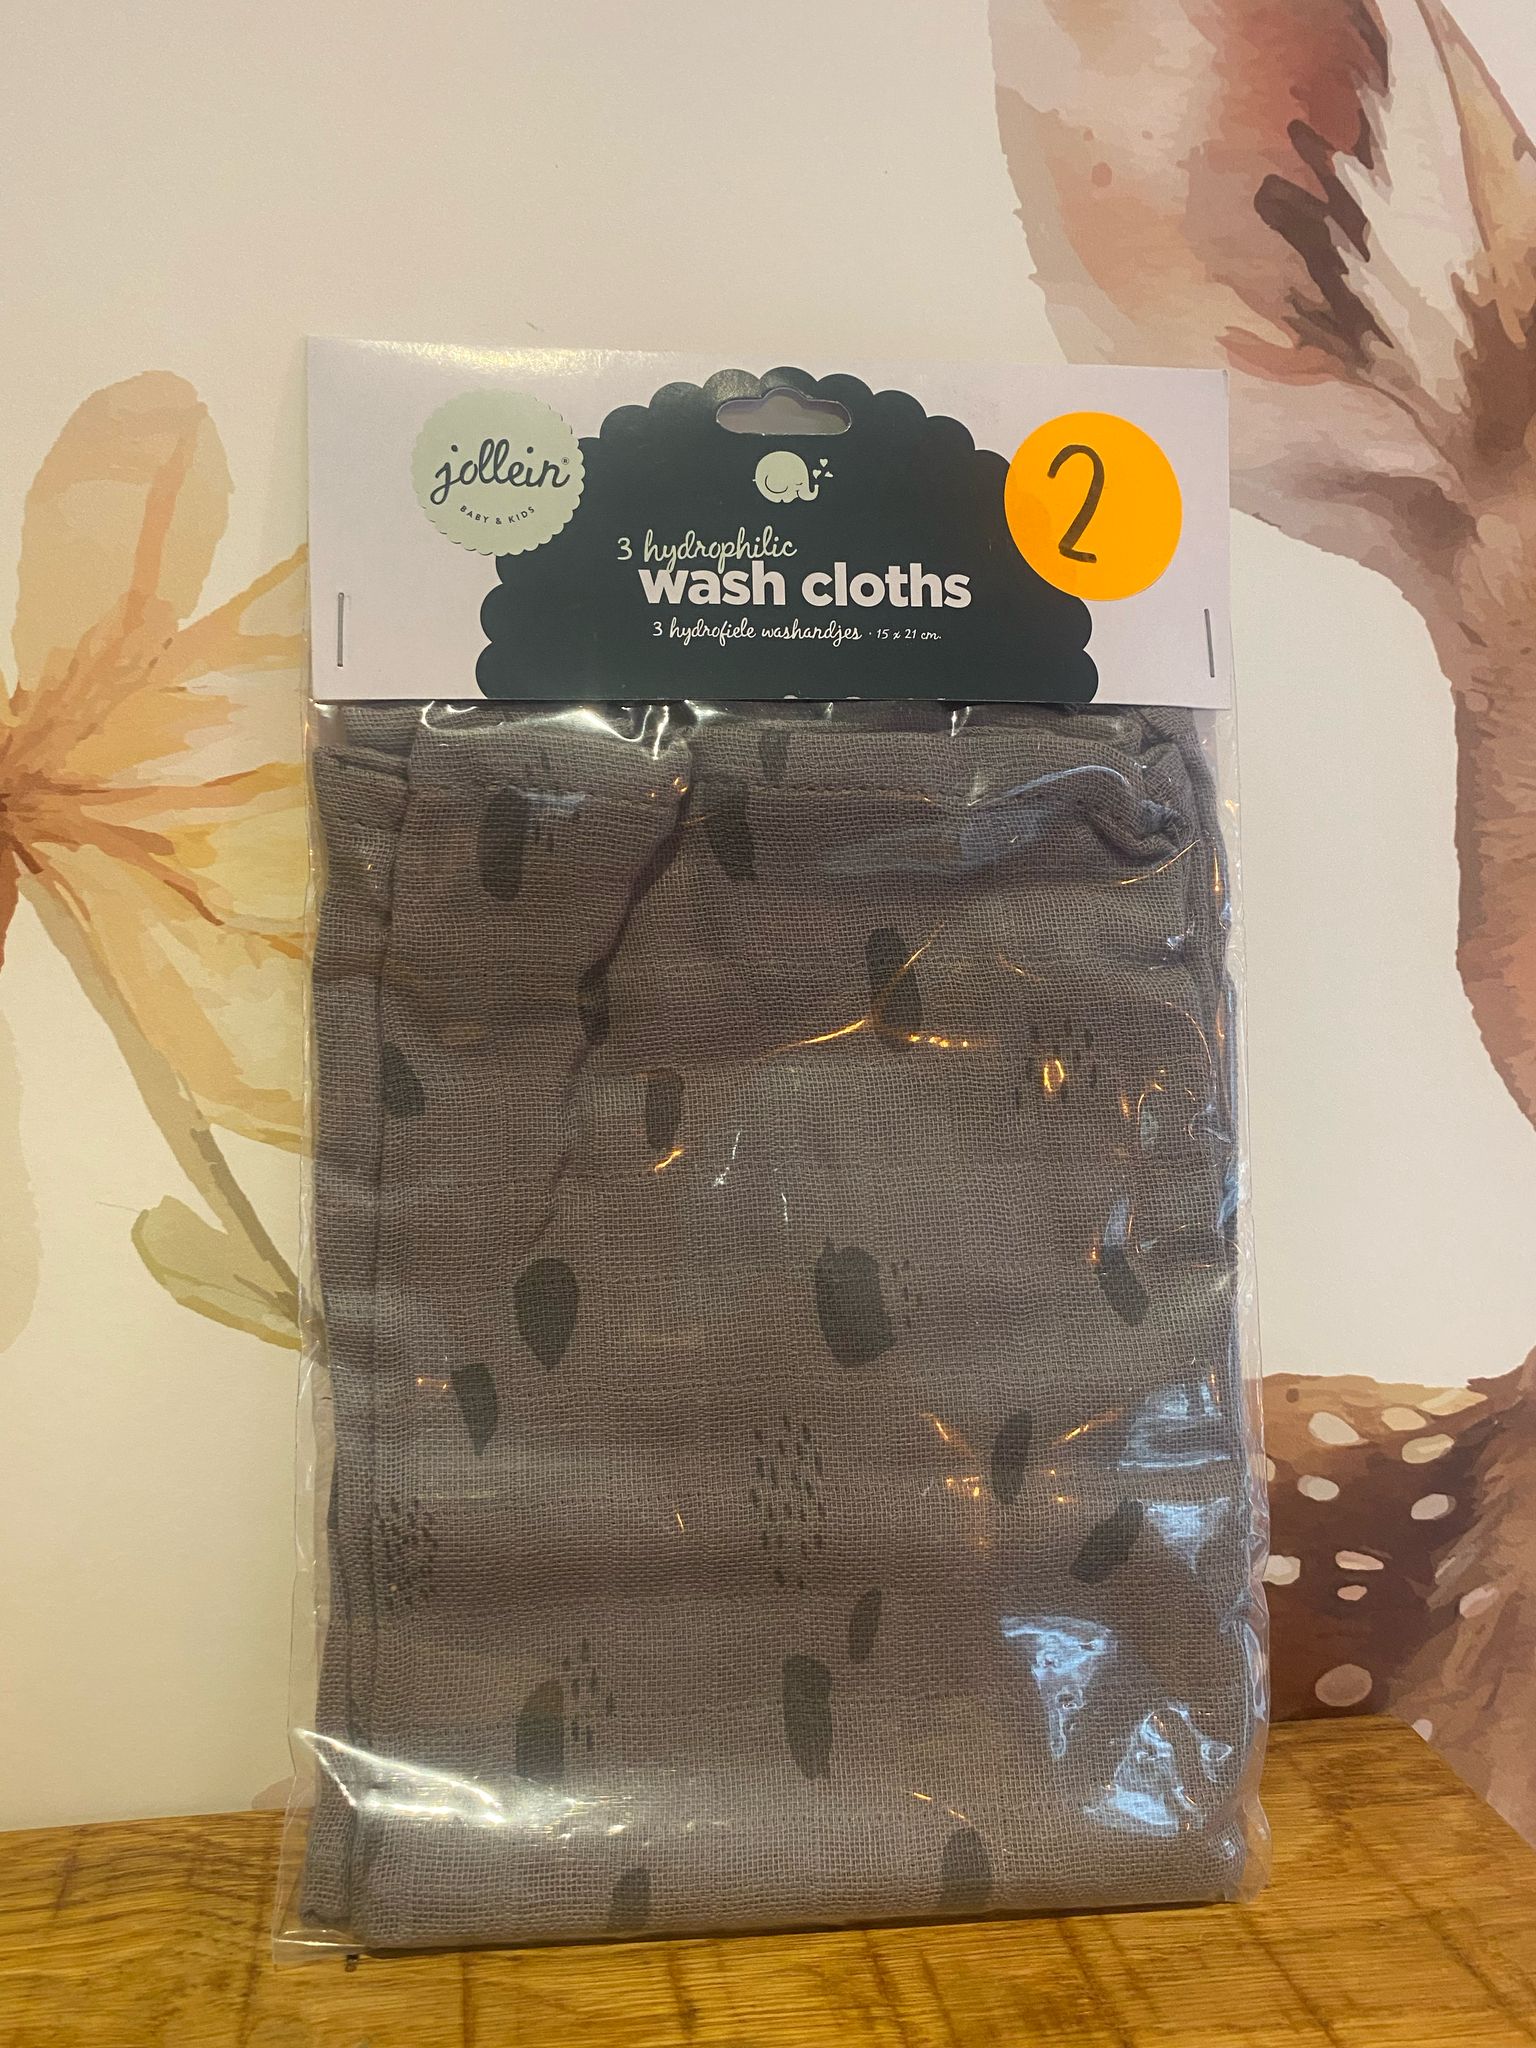 jollein®
BABY & KIDS
2
3 hydrophilic
wash cloths
3 hydrofiele washandjes · 15 x 21 cm.